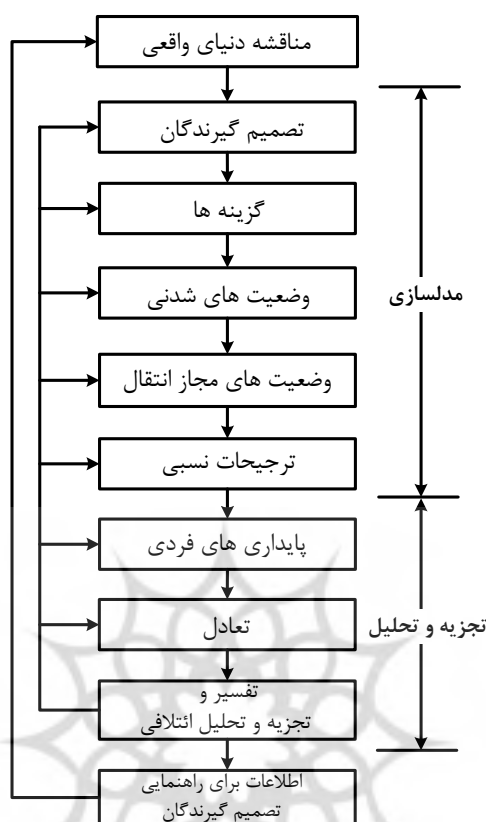 مناقشه دنیای واقعی
تصمیم گیرندگان
گزینه ها
وضعیت های شدنی
مدلسازی
وضعیت های مجاز انتقال
ترجیحات نسبی
پایداری های فردی
تعادل
تجزیه و تحلیل
تفسیر و
تجزیه و تحلیل ائتلافی
اطلاعات برای راهنمایی
تصمیم گیرندگان